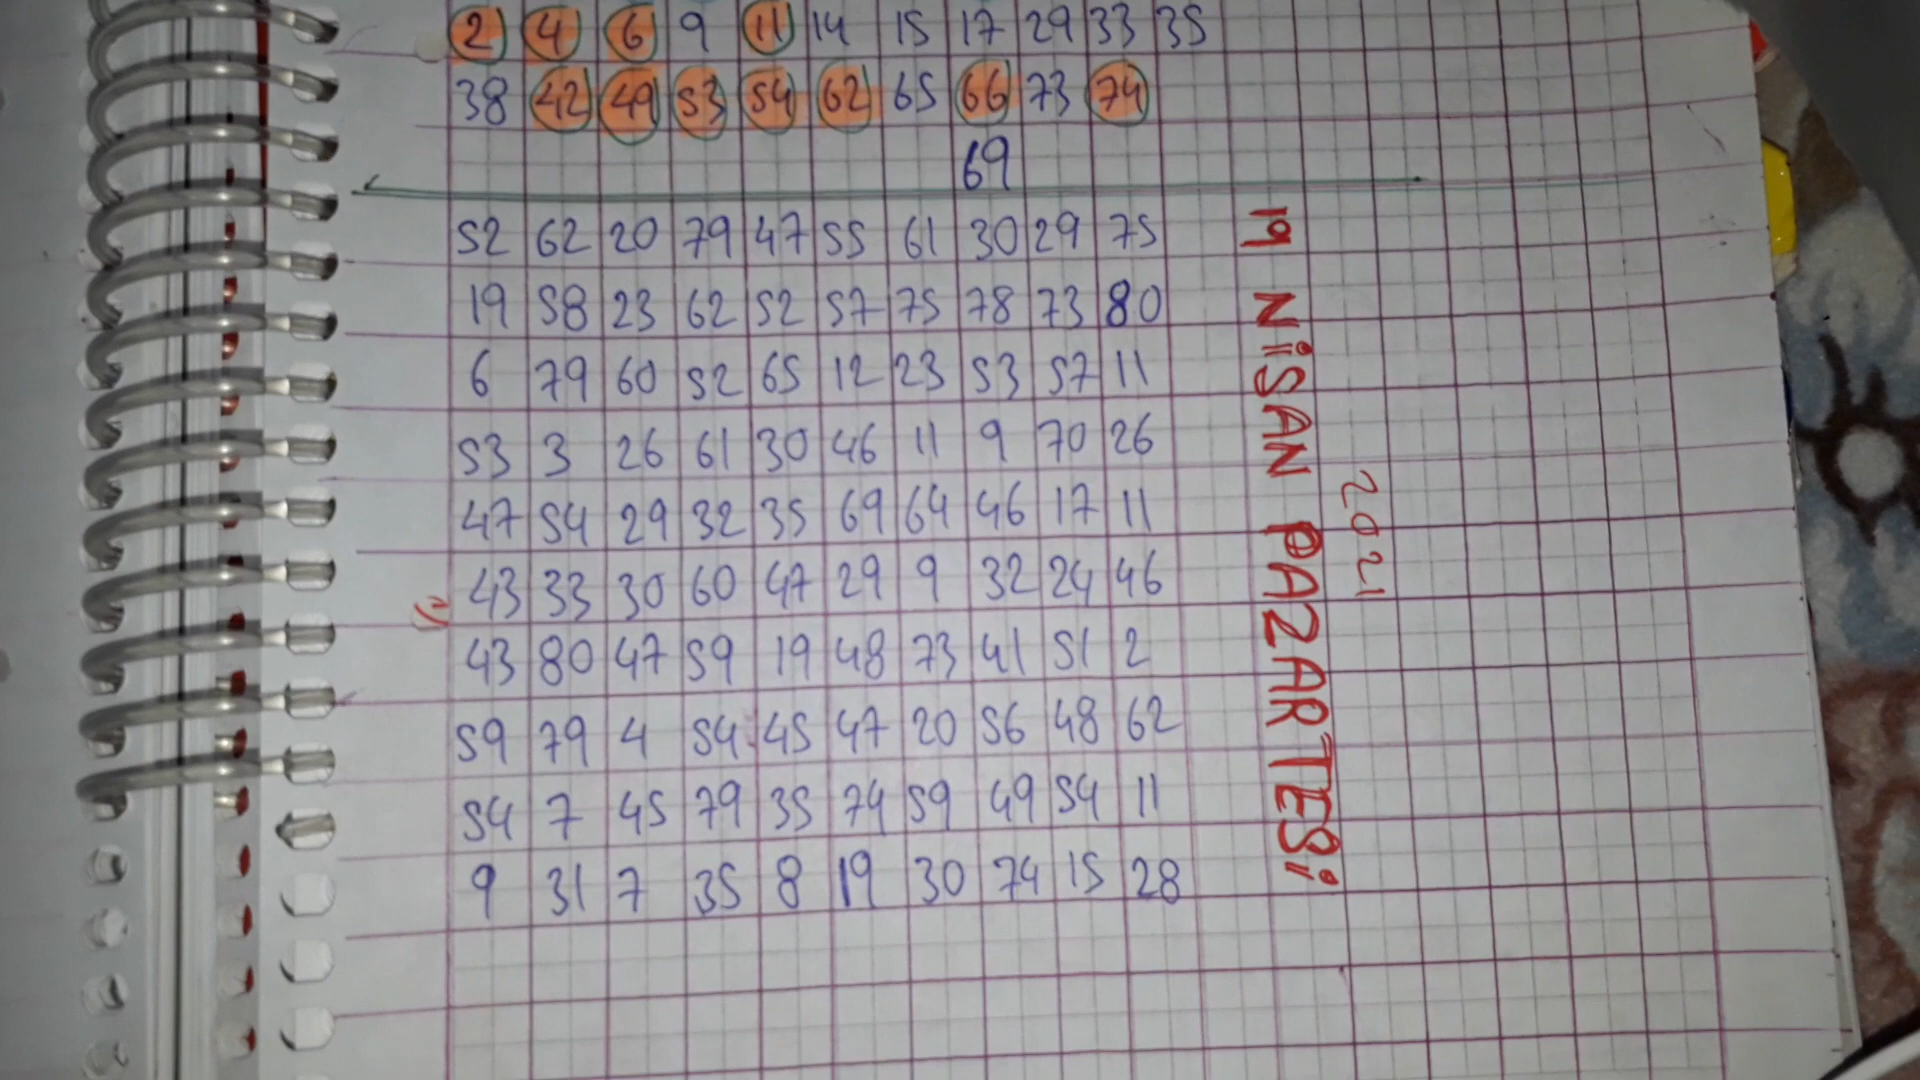 2 4 6 9 11 14 15 17 29 33 35
38 42 49 53 54 62 65 66 73 74
69
52 62 20 79 47 55 61 30 29 75
19 58 23 62 52 57 75 78 73 80
6 79 60 52 65 12 23 53 57 11
53 3 26 61 30 46 11 9 70 26
47 54 29 32 35 69 64 46 17 11
43 33 30 60 47 29 9 32 24 46
43 80 47 59 19 48 73 41 51 2
59 79 4 54 45 47 20 56 48 62
54 7 45 79 35 74 59 49 54 11
9 31 7 35 8 19 30 74 15 28
19 NiSAN PAZARTESi
2021